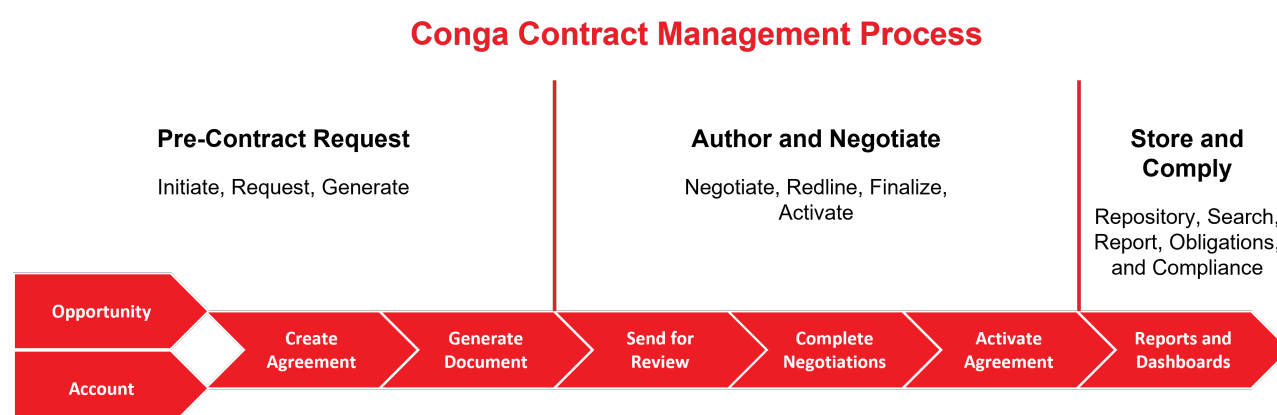 Conga Contract Management Process
Pre-Contract Request
Initiate, Request, Generate
Author and Negotiate
Negotiate, Redline, Finalize,
Activate
Store and
Comply
Repository, Search,
Report, Obligations,
and Compliance
Opportunity
Account
Create
Agreement
Generate
Document
Send for
Review
Complete
Negotiations
Activate
Agreement
Reports and
Dashboards